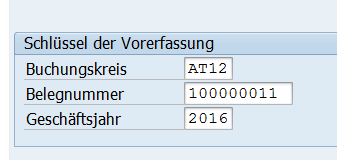 Schlüssel der Vorerfassung
Buchungskreis AT12
Belegnummer 100000011
Geschäftsjahr 2016